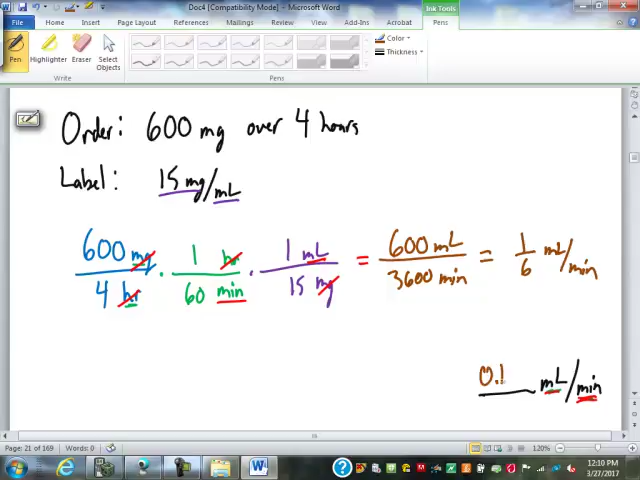 Doc4 [Compatibility Mode] - Microsoft Word
Ink Tools
File Home Insert Page Layout References Mailings Review View Add-Ins Acrobat Pens
Pen Highlighter Eraser Select Objects
Color
Thickness
Write Pens
Order: 600 mg over 4 hours
Label: 15 mg/mL
600 mg / 4 hr · 1 hr / 60 min · 1 mL / 15 mg = 600 mL / 3600 min = 1/6 mL/min
0.1 mL/min
Page: 21 of 169 Words: 0 120%
12:10 PM
3/27/2017